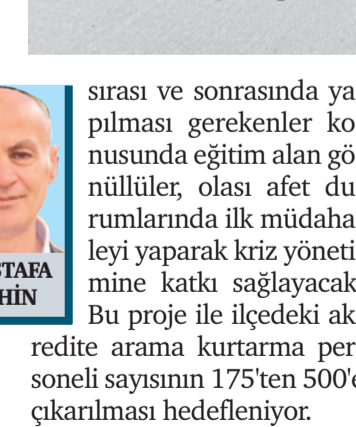 sırası ve sonrasında ya
pılması gerekenler ko
nusunda eğitim alan gö
nüllüler, olası afet du
rumlarında ilk müdaha
leyi yaparak kriz yöneti
mine katkı sağlayacak
Bu proje ile ilçedeki ak
redite arama kurtarma per
soneli sayısının 175'ten 500'e
çıkarılması hedefleniyor.
STAFA
HİN